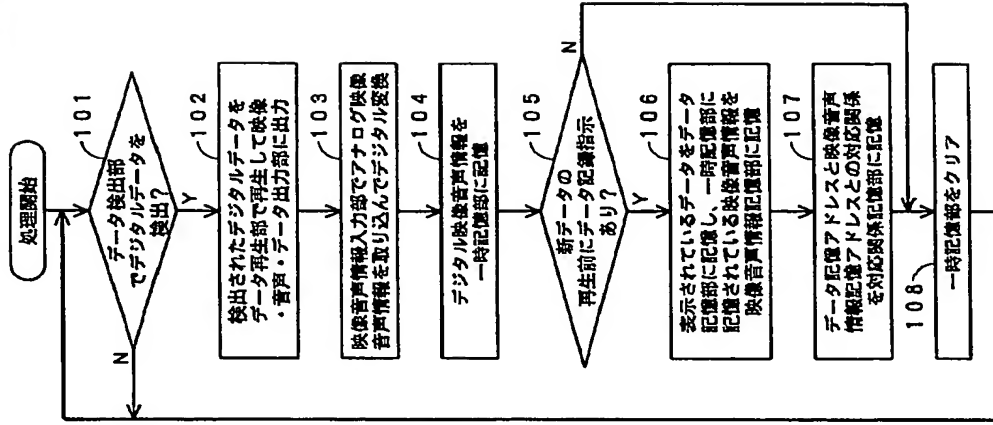 処理開始
101
データ検出部
でデジタルデータを
検出?
N
Y
102
検出されたデジタルデータを
データ再生部で再生して映像
・音声・データ出力部に出力
103
映像音声情報入力部でアナログ映像
音声情報を取り込んでデジタル変換
104
デジタル映像音声情報を
一時記憶部に記憶
105
新データの
再生前にデータ記録指示
あり?
N
Y
106
表示されているデータをデータ
記憶部に記憶し、一時記憶部に
記憶されている映像音声情報を
映像音声情報記憶部に記憶
107
データ記憶アドレスと映像音声
情報記憶アドレスとの対応関係
を対応関係記憶部に記憶
108
一時記憶部をクリア